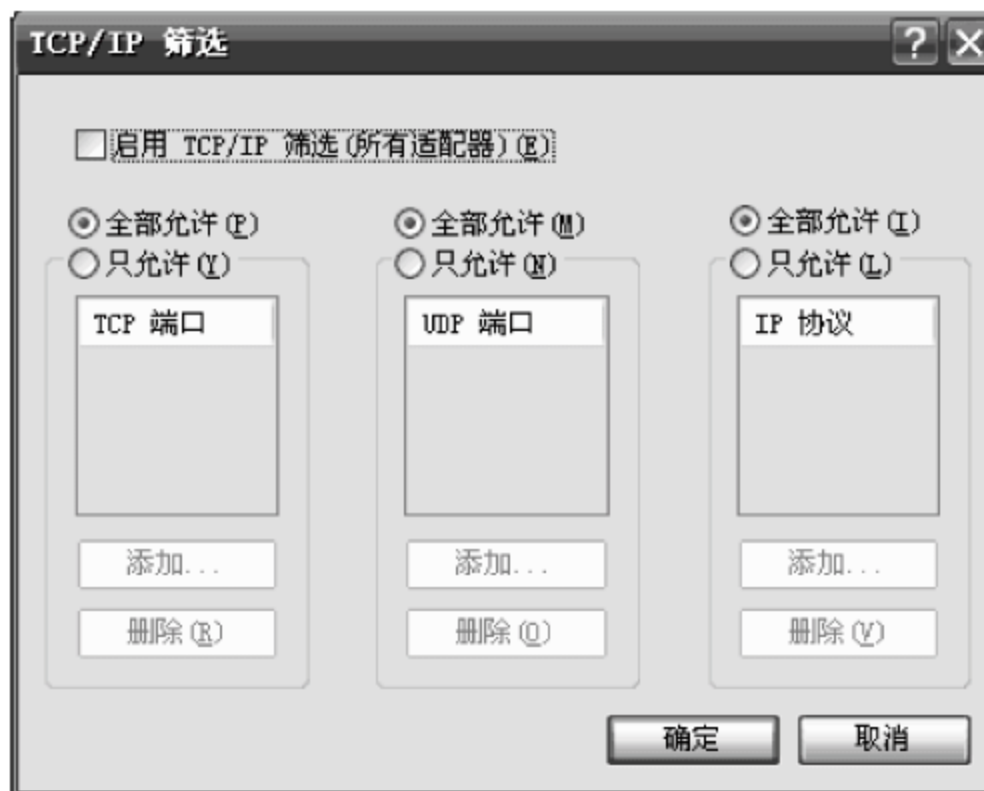 TCP/IP 筛选
启用 TCP/IP 筛选(所有适配器)(E)
全部允许(P) 全部允许(M) 全部允许(I)
只允许(Y) 只允许(N) 只允许(L)
TCP 端口 UDP 端口 IP 协议
添加... 添加... 添加...
删除(R) 删除(O) 删除(V)
确定 取消